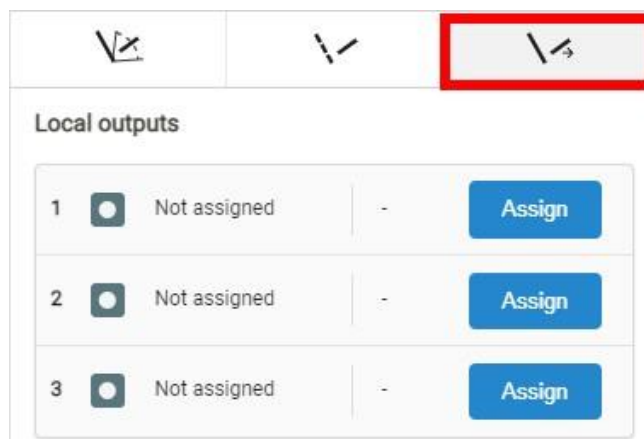 Local outputs
1 Not assigned - Assign
2 Not assigned - Assign
3 Not assigned - Assign